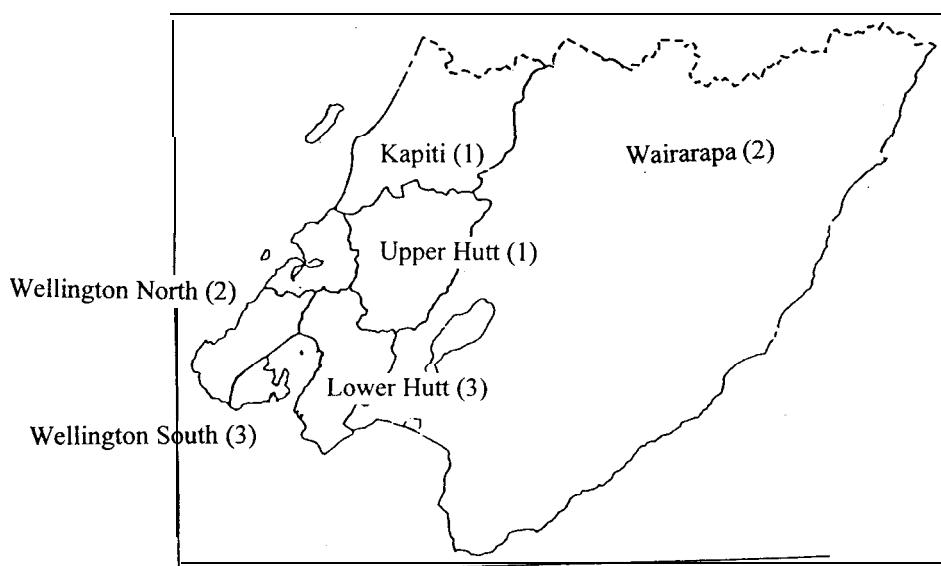 Kapiti (1)
Wairarapa (2)
Upper Hutt (1)
Wellington North (2)
Lower Hutt (3)
Wellington South (3)